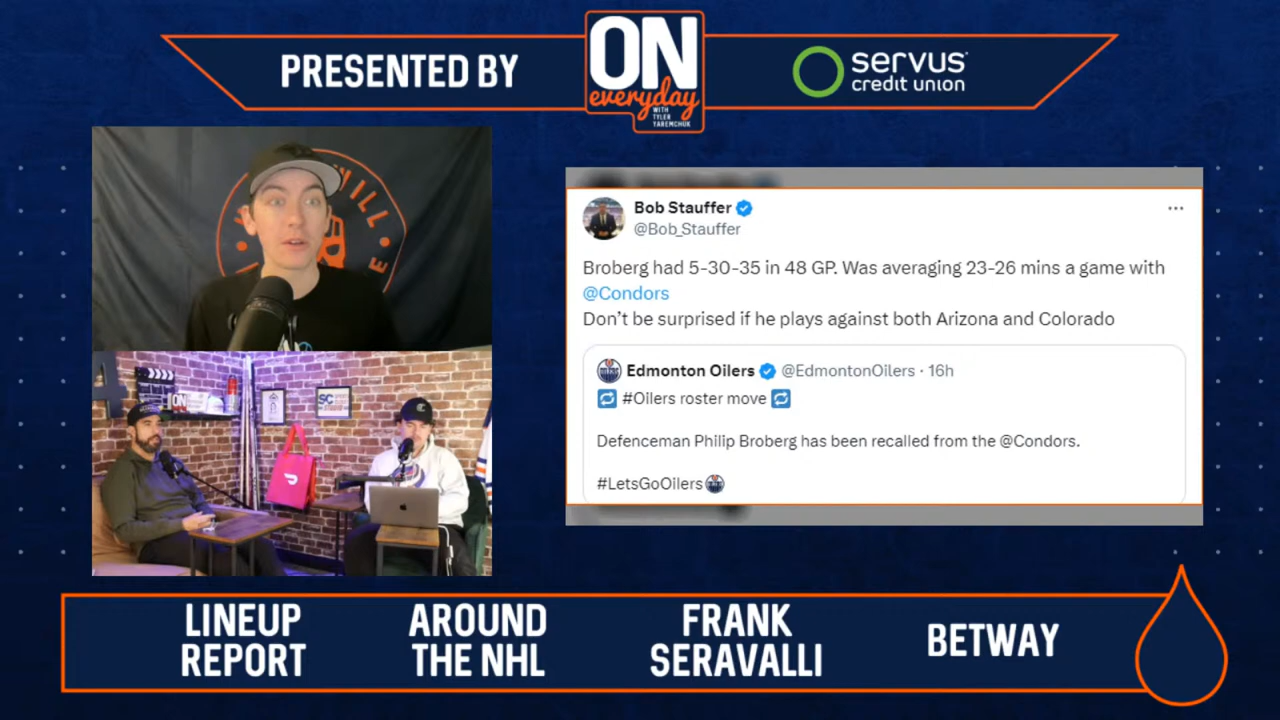 PRESENTED BY
ON
everyday
WITH
TYLER
YAREMCHUK
servus
credit union
Bob Stauffer
@Bob_Stauffer
Broberg had 5-30-35 in 48 GP. Was averaging 23-26 mins a game with
@Condors
Don't be surprised if he plays against both Arizona and Colorado
Edmonton Oilers @EdmontonOilers · 16h
#Oilers roster move
Defenceman Philip Broberg has been recalled from the @Condors.
#LetsGoOilers
SC
ON
LINEUP
REPORT
AROUND
THE NHL
FRANK
SERAVALLI
BETWAY